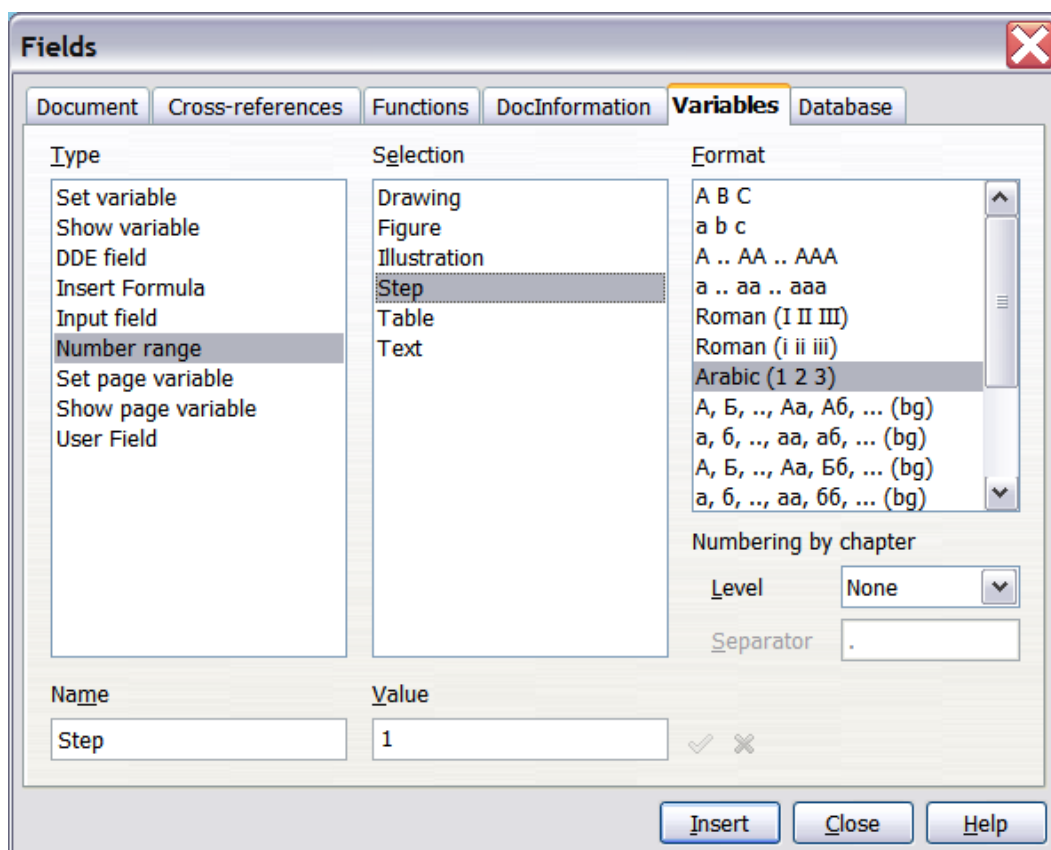 Fields
Document Cross-references Functions DocInformation Variables Database
Type
Set variable
Show variable
DDE field
Insert Formula
Input field
Number range
Set page variable
Show page variable
User Field
Selection
Drawing
Figure
Illustration
Step
Table
Text
Format
A B C
a b c
A .. AA .. AAA
a .. aa .. aaa
Roman (I II III)
Roman (i ii iii)
Arabic (1 2 3)
А, Б, .., Аа, Аб, ... (bg)
а, б, .., аа, аб, ... (bg)
А, Б, .., Аа, Бб, ... (bg)
а, б, .., аа, бб, ... (bg)
Numbering by chapter
Level None
Separator .
Name
Step
Value
1
Insert Close Help